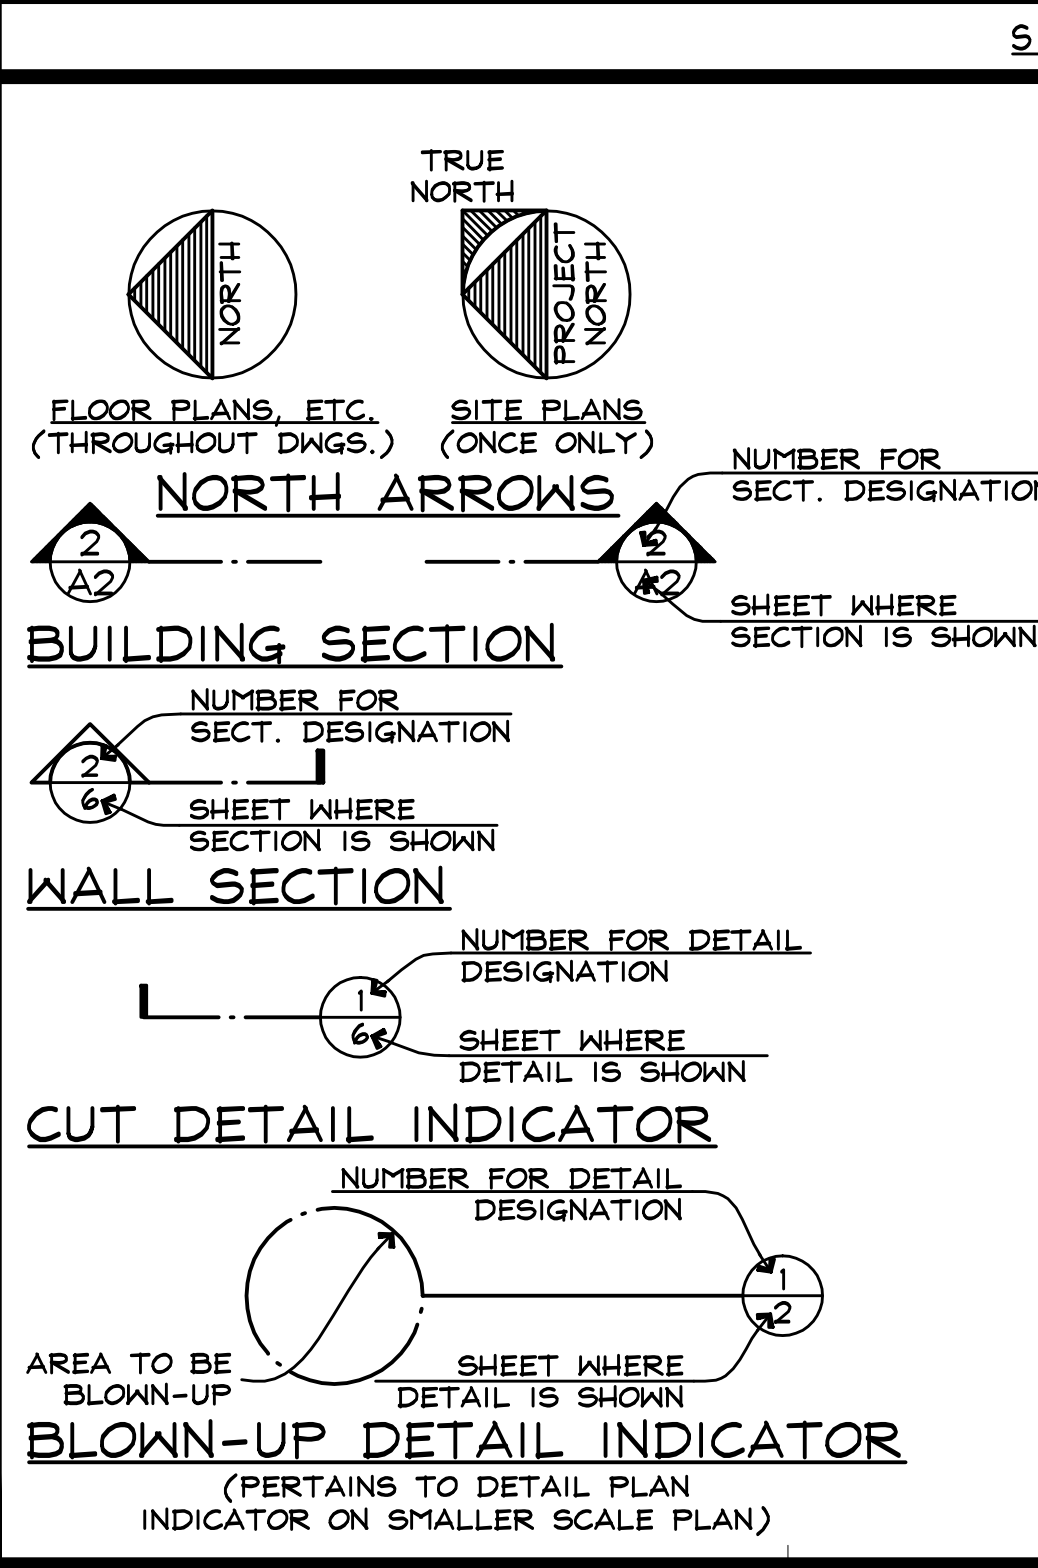 S
TRUE
NORTH
NORTH
PROJECT
NORTH
FLOOR PLANS, ETC.
(THROUGHOUT DWGS.)
SITE PLANS
(ONCE ONLY)
NORTH ARROWS
NUMBER FOR
SECT. DESIGNATION
2
A2
2
A2
SHEET WHERE
SECTION IS SHOWN
BUILDING SECTION
NUMBER FOR
SECT. DESIGNATION
2
6
SHEET WHERE
SECTION IS SHOWN
WALL SECTION
NUMBER FOR DETAIL
DESIGNATION
1
6
SHEET WHERE
DETAIL IS SHOWN
CUT DETAIL INDICATOR
NUMBER FOR DETAIL
DESIGNATION
1
2
AREA TO BE
BLOWN-UP
SHEET WHERE
DETAIL IS SHOWN
BLOWN-UP DETAIL INDICATOR
(PERTAINS TO DETAIL PLAN
INDICATOR ON SMALLER SCALE PLAN)